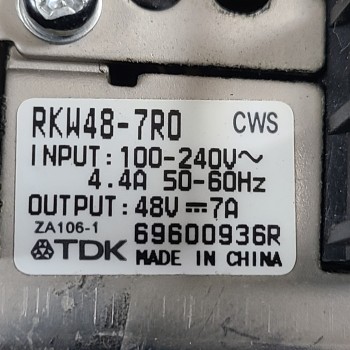 RKW48-7R0 CWS
INPUT: 100-240V~
4.4A 50-60Hz
OUTPUT: 48V⎓7A
ZA106-1 69600936R
TDK MADE IN CHINA